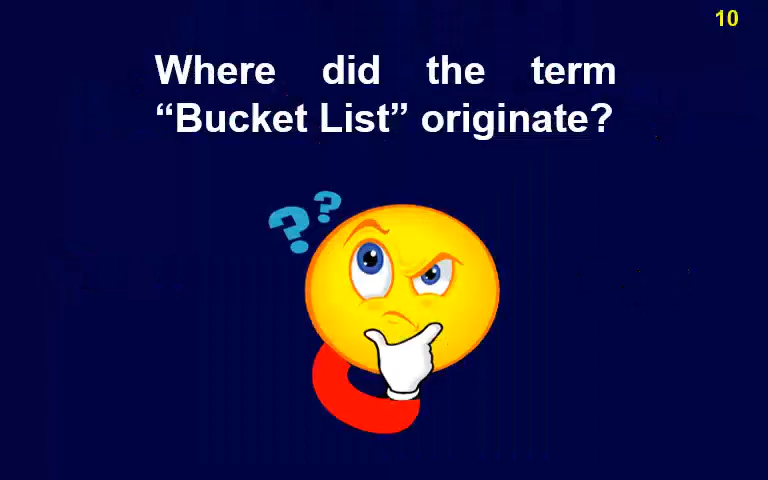 10
Where did the term
“Bucket List” originate?
? ?